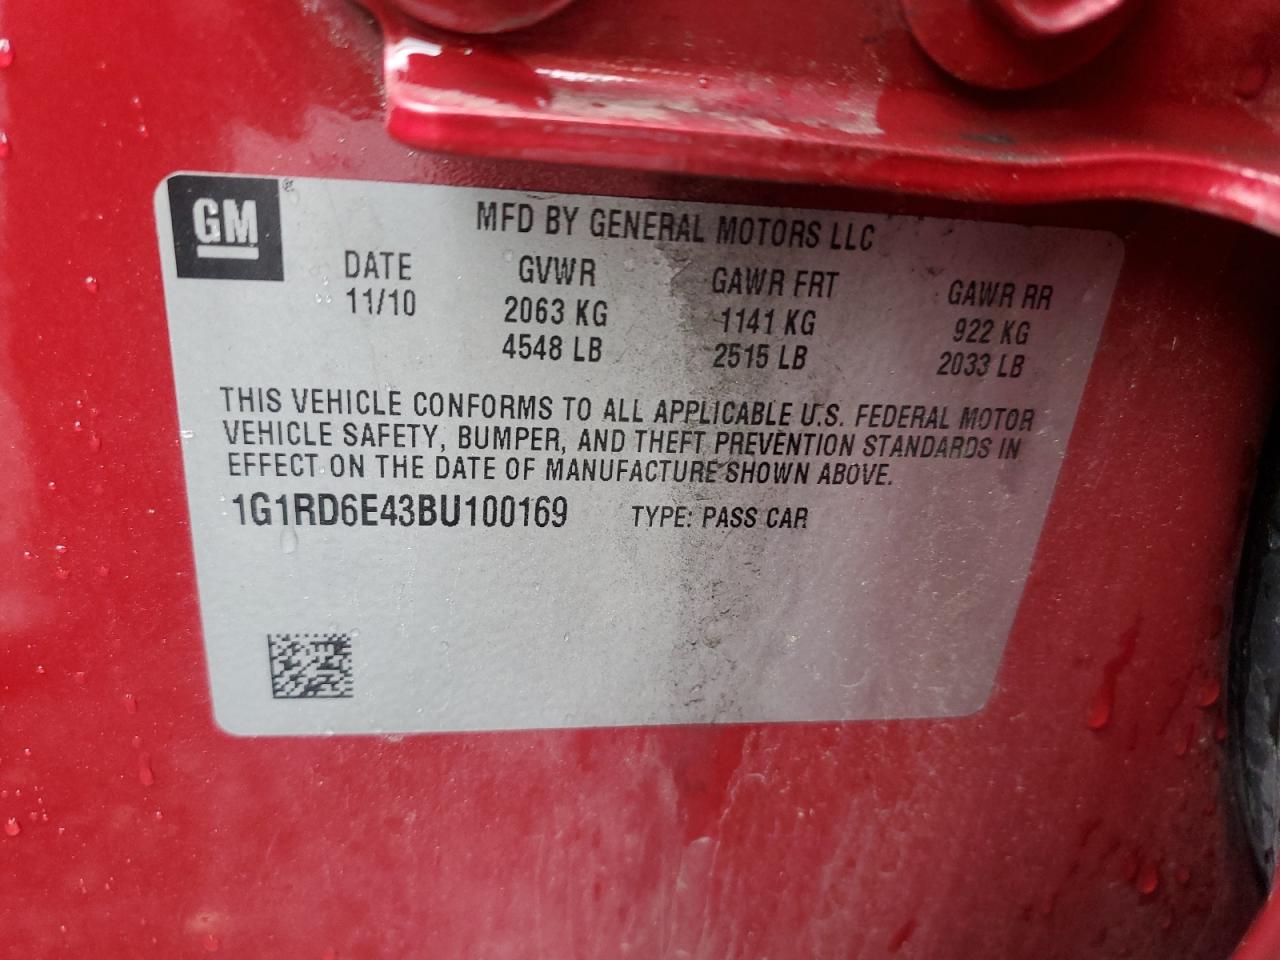 GM®
MFD BY GENERAL MOTORS LLC
DATE GVWR GAWR FRT GAWR RR
11/10 2063 KG 1141 KG 922 KG
4548 LB 2515 LB 2033 LB
THIS VEHICLE CONFORMS TO ALL APPLICABLE U.S. FEDERAL MOTOR
VEHICLE SAFETY, BUMPER, AND THEFT PREVENTION STANDARDS IN
EFFECT ON THE DATE OF MANUFACTURE SHOWN ABOVE.
1G1RD6E43BU100169 TYPE: PASS CAR